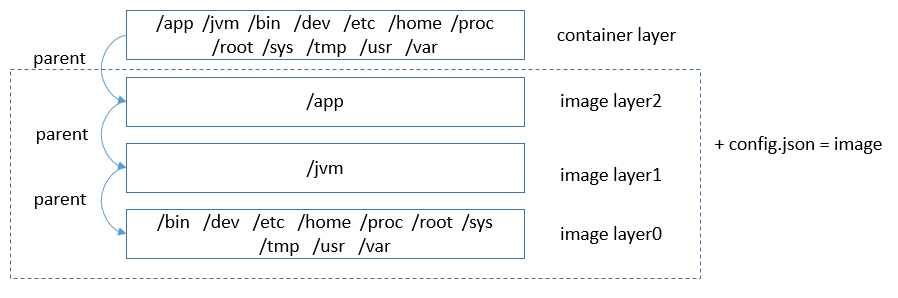 /app /jvm /bin /dev /etc /home /proc
/root /sys /tmp /usr /var
container layer
parent
/app
image layer2
parent
+ config.json = image
/jvm
image layer1
parent
/bin /dev /etc /home /proc /root /sys
/tmp /usr /var
image layer0